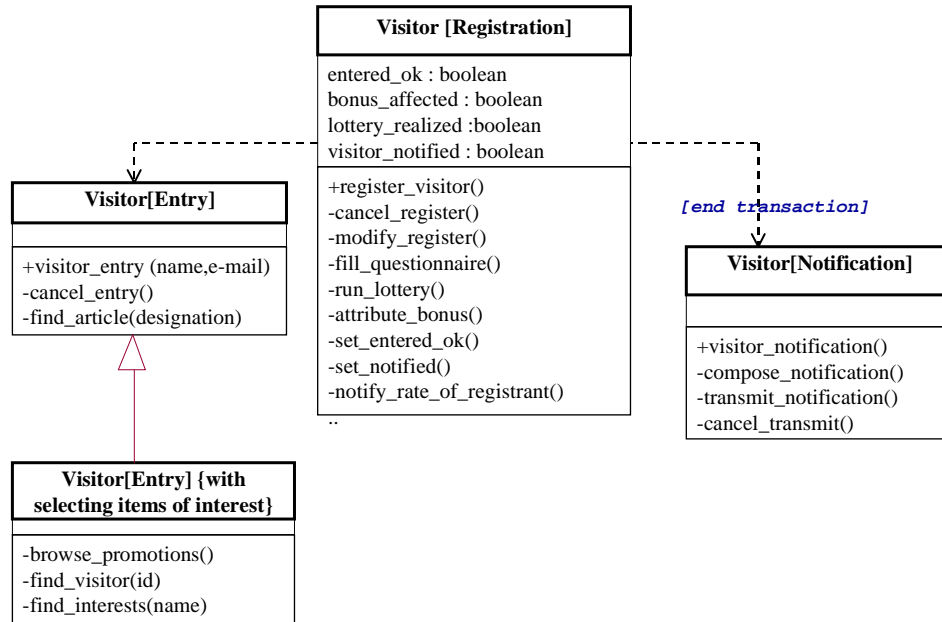 Visitor [Registration]
entered_ok : boolean
bonus_affected : boolean
lottery_realized :boolean
visitor_notified : boolean
+register_visitor()
-cancel_register()
-modify_register()
-fill_questionnaire()
-run_lottery()
-attribute_bonus()
-set_entered_ok()
-set_notified()
-notify_rate_of_registrant()
..
Visitor[Entry]
+visitor_entry (name,e-mail)
-cancel_entry()
-find_article(designation)
[end transaction]
Visitor[Notification]
+visitor_notification()
-compose_notification()
-transmit_notification()
-cancel_transmit()
Visitor[Entry] {with
selecting items of interest}
-browse_promotions()
-find_visitor(id)
-find_interests(name)